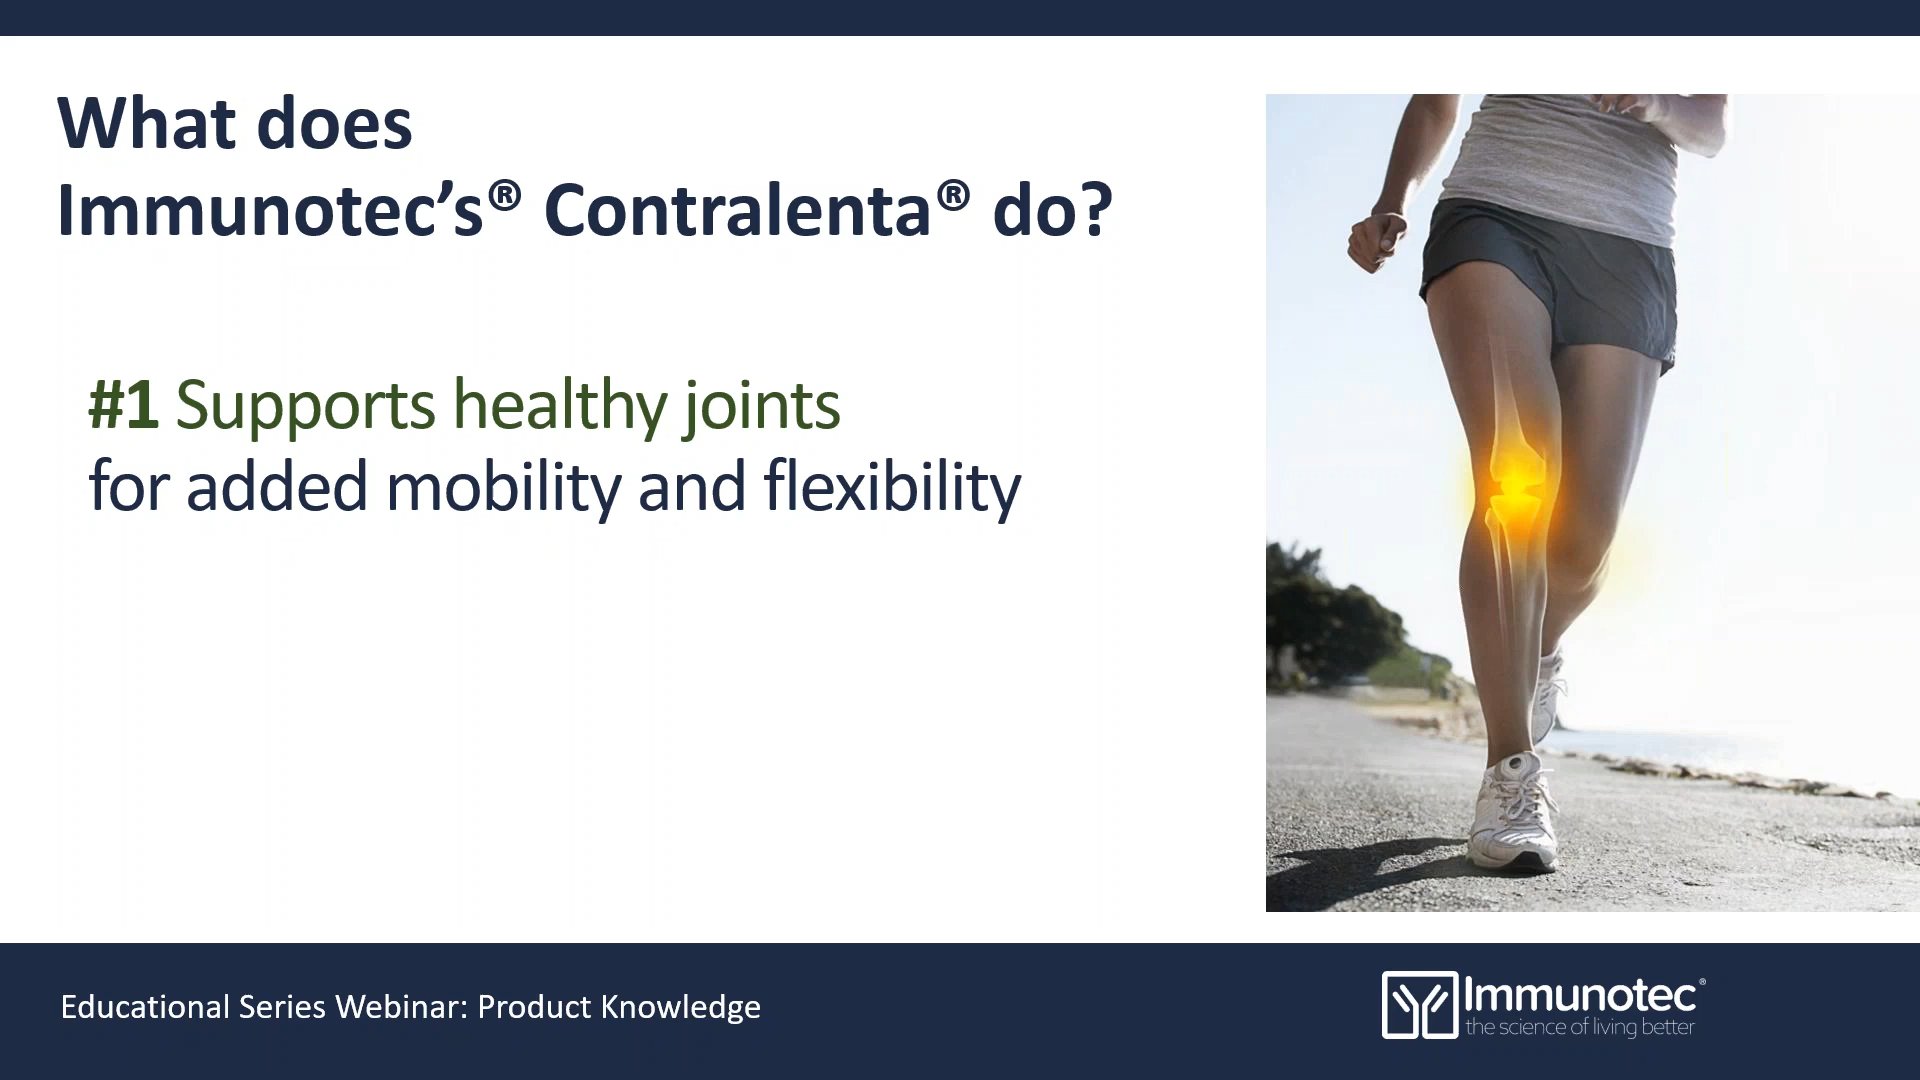 What does
Immunotec’s® Contralenta® do?
#1 Supports healthy joints
for added mobility and flexibility
Educational Series Webinar: Product Knowledge
Immunotec®
the science of living better